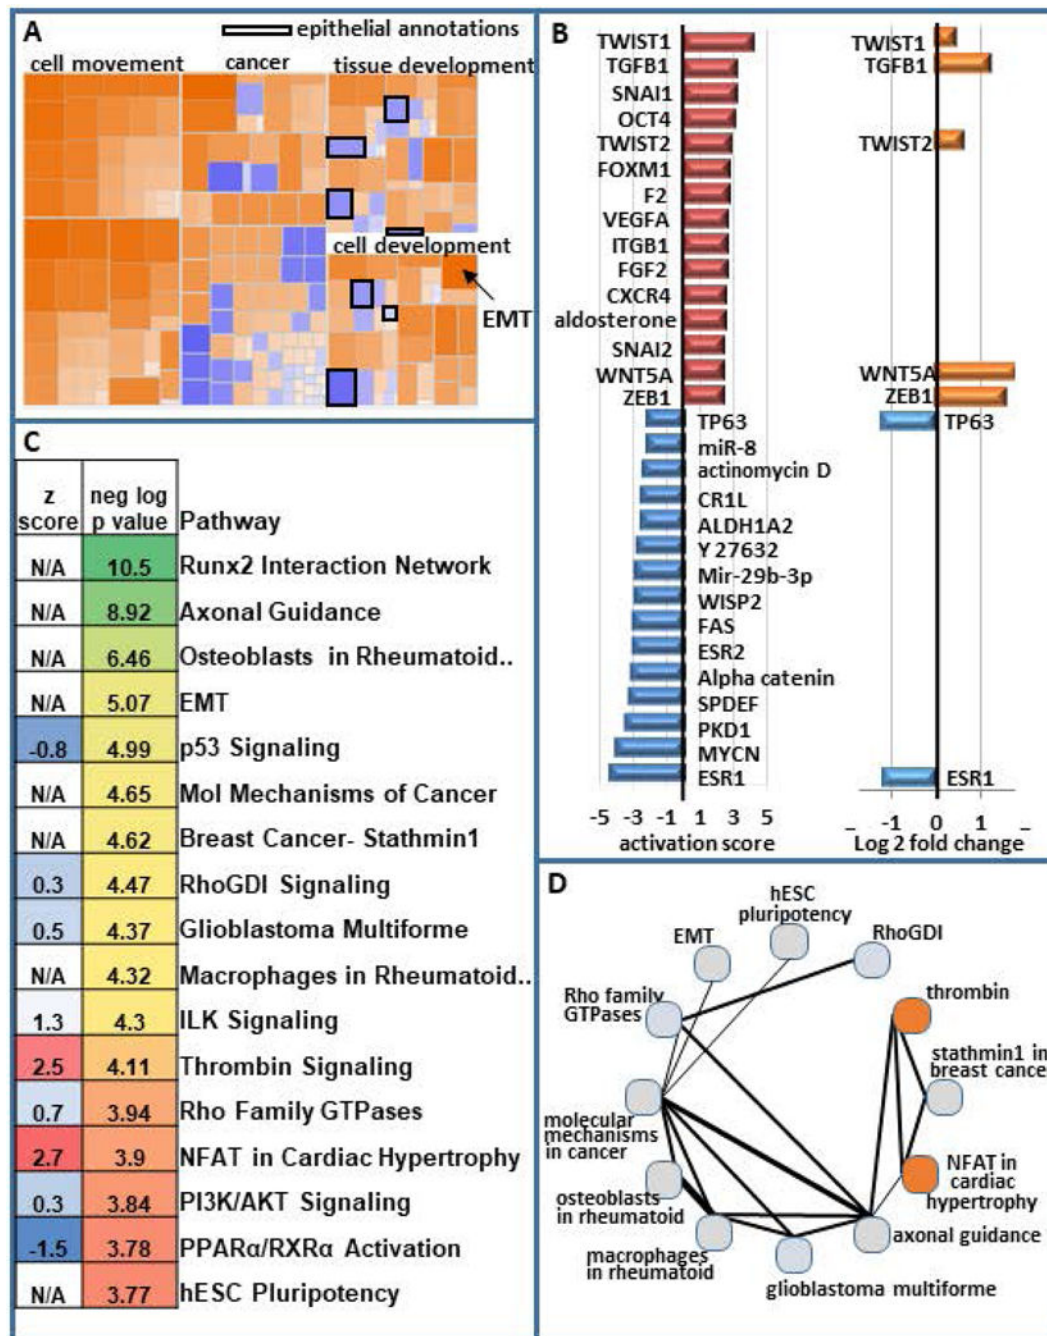 A
epithelial annotations
cell movement
cancer
tissue development
cell development
EMT
B
TWIST1
TGFB1
SNAI1
OCT4
TWIST2
FOXM1
F2
VEGFA
ITGB1
FGF2
CXCR4
aldosterone
SNAI2
WNT5A
ZEB1
TP63
miR-8
actinomycin D
CR1L
ALDH1A2
Y 27632
Mir-29b-3p
WISP2
FAS
ESR2
Alpha catenin
SPDEF
PKD1
MYCN
ESR1
-5 -3 -1 1 3 5
activation score
TWIST1
TGFB1
TWIST2
WNT5A
ZEB1
TP63
ESR1
-1 0 1
Log 2 fold change
C
z score
neg log p value
Pathway
N/A 10.5 Runx2 Interaction Network
N/A 8.92 Axonal Guidance
N/A 6.46 Osteoblasts in Rheumatoid..
N/A 5.07 EMT
-0.8 4.99 p53 Signaling
N/A 4.65 Mol Mechanisms of Cancer
N/A 4.62 Breast Cancer- Stathmin1
0.3 4.47 RhoGDI Signaling
0.5 4.37 Glioblastoma Multiforme
N/A 4.32 Macrophages in Rheumatoid..
1.3 4.3 ILK Signaling
2.5 4.11 Thrombin Signaling
0.7 3.94 Rho Family GTPases
2.7 3.9 NFAT in Cardiac Hypertrophy
0.3 3.84 PI3K/AKT Signaling
-1.5 3.78 PPARα/RXRα Activation
N/A 3.77 hESC Pluripotency
D
hESC
pluripotency
EMT
RhoGDI
Rho family
GTPases
thrombin
stathmin1 in
breast cancer
molecular
mechanisms
in cancer
NFAT in
cardiac
hypertrophy
osteoblasts
in rheumatoid
axonal guidance
macrophages
in rheumatoid
glioblastoma multiforme